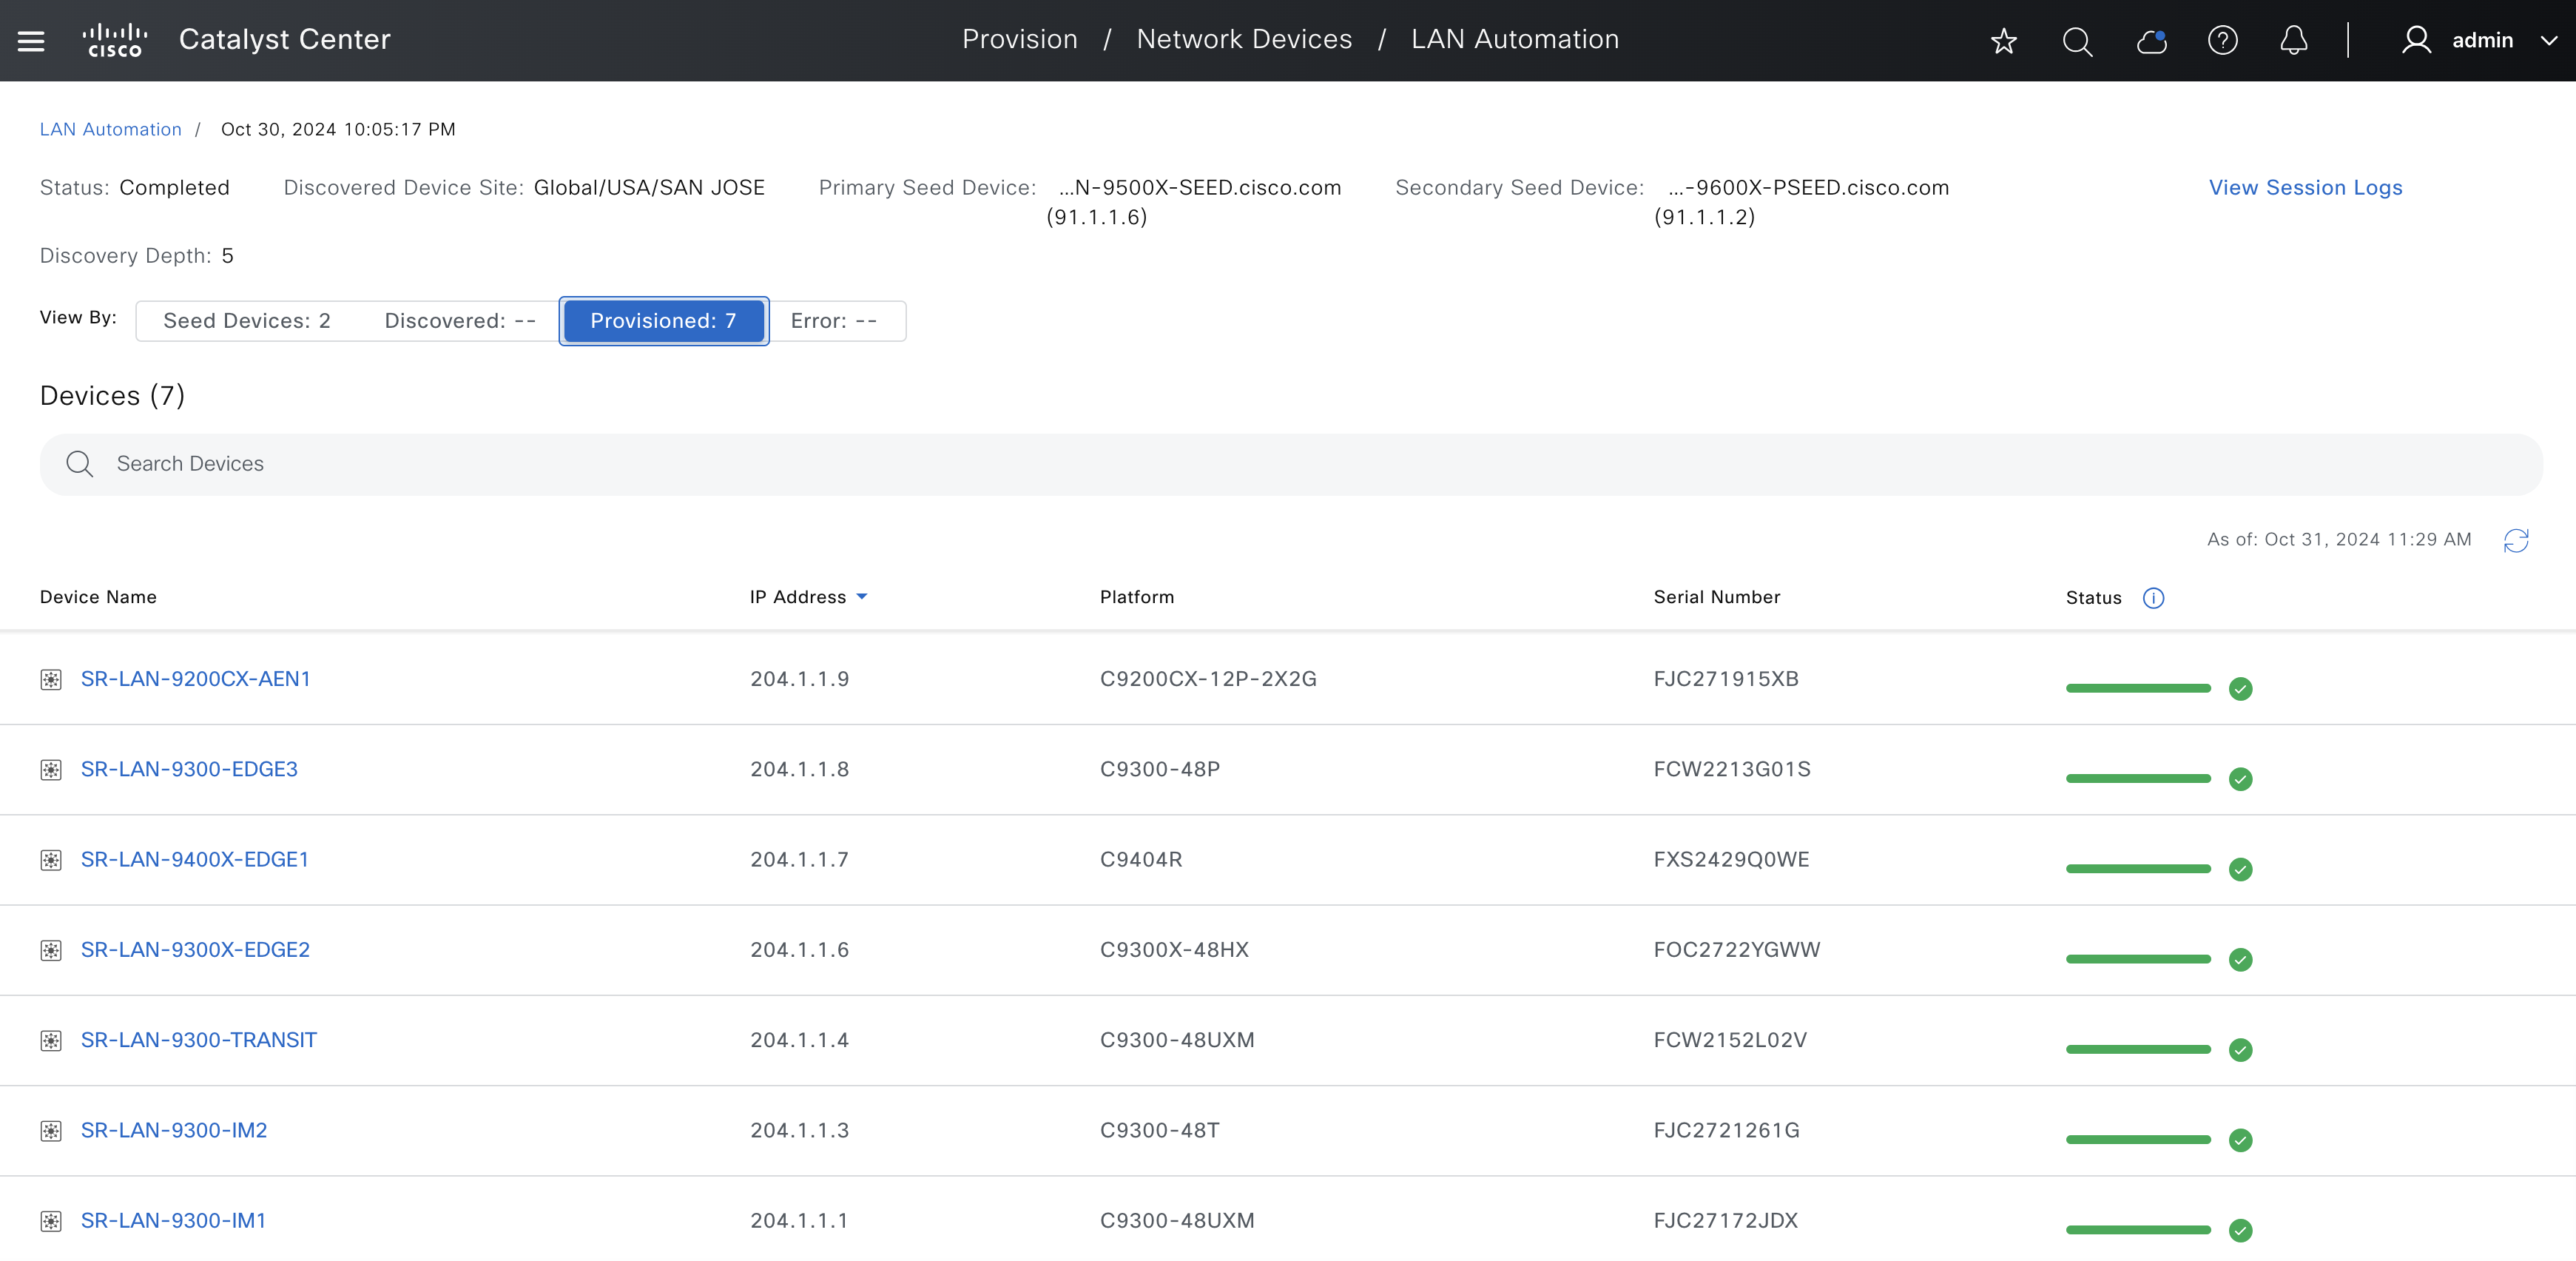 cisco Catalyst Center Provision / Network Devices / LAN Automation admin
LAN Automation / Oct 30, 2024 10:05:17 PM
Status: Completed Discovered Device Site: Global/USA/SAN JOSE Primary Seed Device: ...N-9500X-SEED.cisco.com Secondary Seed Device: ...-9600X-PSEED.cisco.com View Session Logs
(91.1.1.6) (91.1.1.2)
Discovery Depth: 5
View By: Seed Devices: 2 Discovered: -- Provisioned: 7 Error: --
Devices (7)
Search Devices
As of: Oct 31, 2024 11:29 AM
Device Name IP Address Platform Serial Number Status
SR-LAN-9200CX-AEN1 204.1.1.9 C9200CX-12P-2X2G FJC271915XB
SR-LAN-9300-EDGE3 204.1.1.8 C9300-48P FCW2213G01S
SR-LAN-9400X-EDGE1 204.1.1.7 C9404R FXS2429Q0WE
SR-LAN-9300X-EDGE2 204.1.1.6 C9300X-48HX FOC2722YGWW
SR-LAN-9300-TRANSIT 204.1.1.4 C9300-48UXM FCW2152L02V
SR-LAN-9300-IM2 204.1.1.3 C9300-48T FJC2721261G
SR-LAN-9300-IM1 204.1.1.1 C9300-48UXM FJC27172JDX